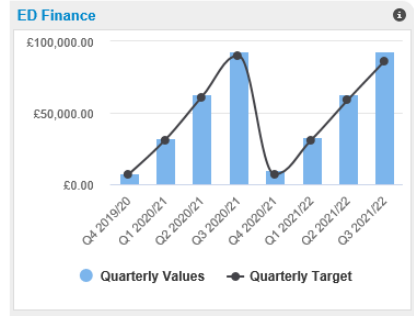 ED Finance
£100,000.00
£50,000.00
£0.00
Q4 2019/20
Q1 2020/21
Q2 2020/21
Q3 2020/21
Q4 2020/21
Q1 2021/22
Q2 2021/22
Q3 2021/22
Quarterly Values
Quarterly Target